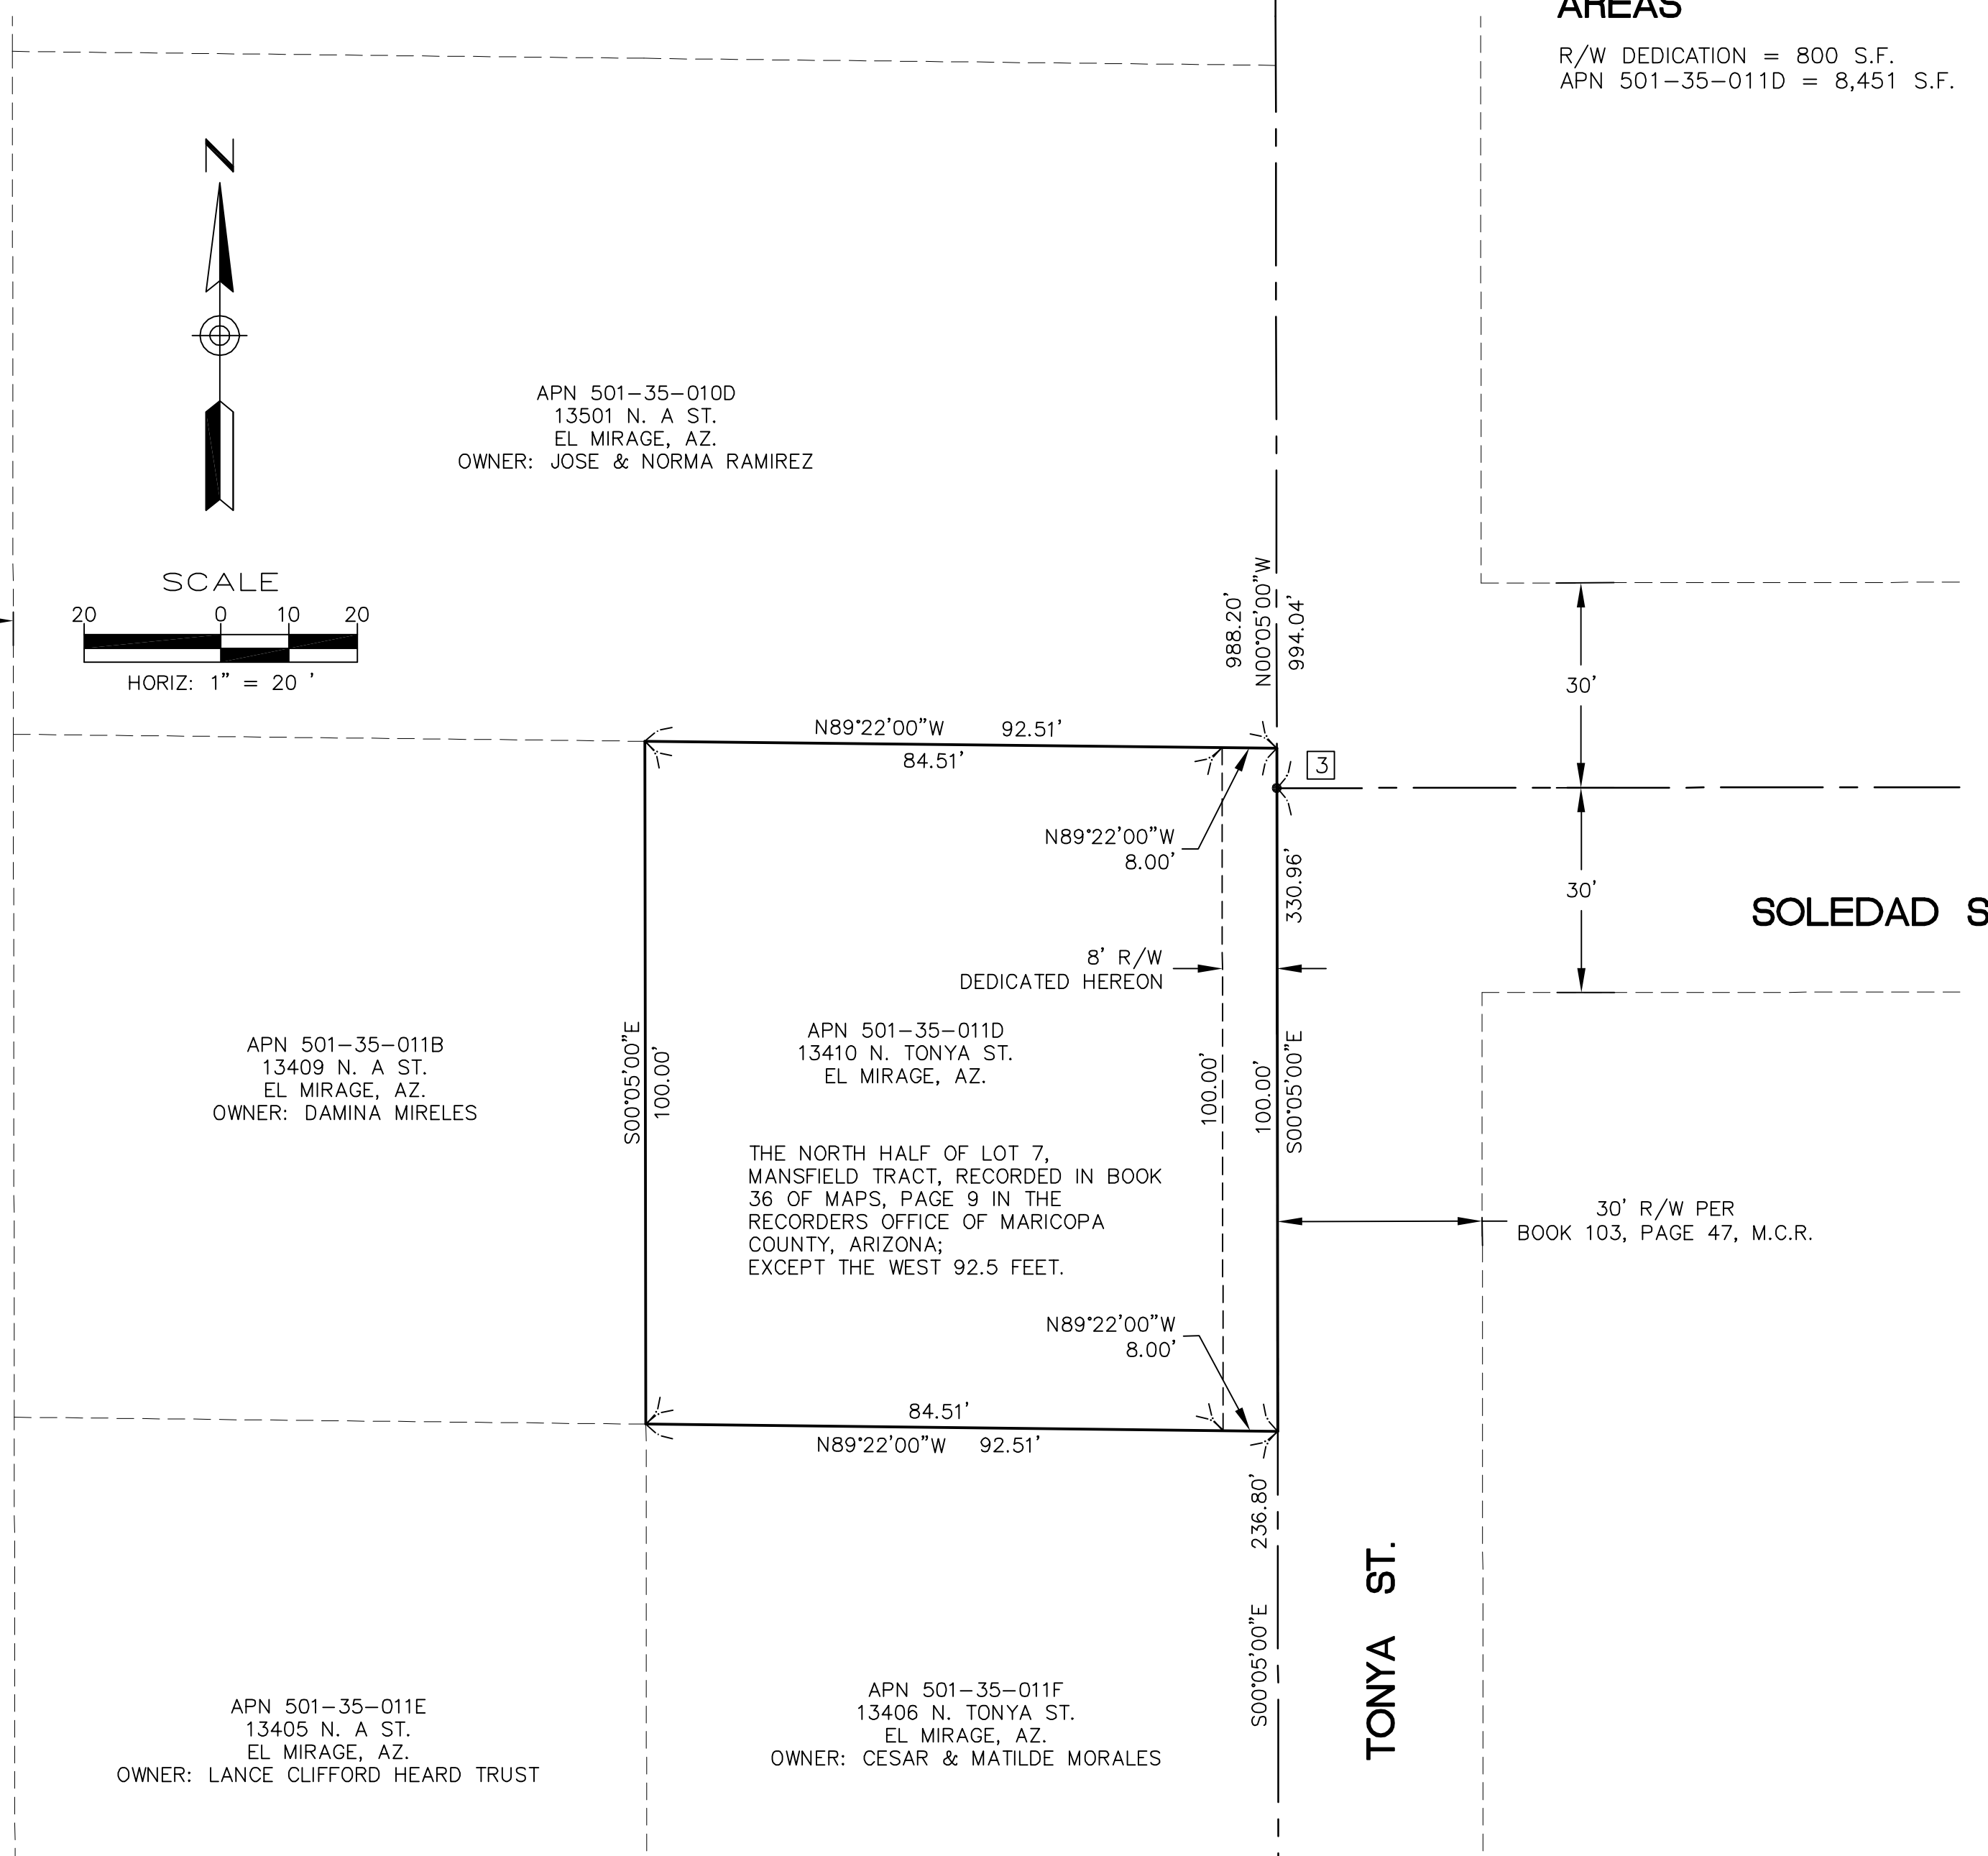 AREAS
R/W DEDICATION = 800 S.F.
APN 501-35-011D = 8,451 S.F.
N
SCALE
20 0 10 20
HORIZ: 1" = 20 '
APN 501-35-010D
13501 N. A ST.
EL MIRAGE, AZ.
OWNER: JOSE & NORMA RAMIREZ
988.20'
N00°05'00"W
994.04'
30'
N89°22'00"W 92.51'
84.51'
3
N89°22'00"W
8.00'
330.96'
30'
SOLEDAD S
8' R/W
DEDICATED HEREON
APN 501-35-011B
13409 N. A ST.
EL MIRAGE, AZ.
OWNER: DAMINA MIRELES
S00°05'00"E
100.00'
APN 501-35-011D
13410 N. TONYA ST.
EL MIRAGE, AZ.
100.00'
100.00'
S00°05'00"E
THE NORTH HALF OF LOT 7,
MANSFIELD TRACT, RECORDED IN BOOK
36 OF MAPS, PAGE 9 IN THE
RECORDERS OFFICE OF MARICOPA
COUNTY, ARIZONA;
EXCEPT THE WEST 92.5 FEET.
30' R/W PER
BOOK 103, PAGE 47, M.C.R.
N89°22'00"W
8.00'
84.51'
N89°22'00"W 92.51'
236.80'
S00°05'00"E
TONYA ST.
APN 501-35-011E
13405 N. A ST.
EL MIRAGE, AZ.
OWNER: LANCE CLIFFORD HEARD TRUST
APN 501-35-011F
13406 N. TONYA ST.
EL MIRAGE, AZ.
OWNER: CESAR & MATILDE MORALES